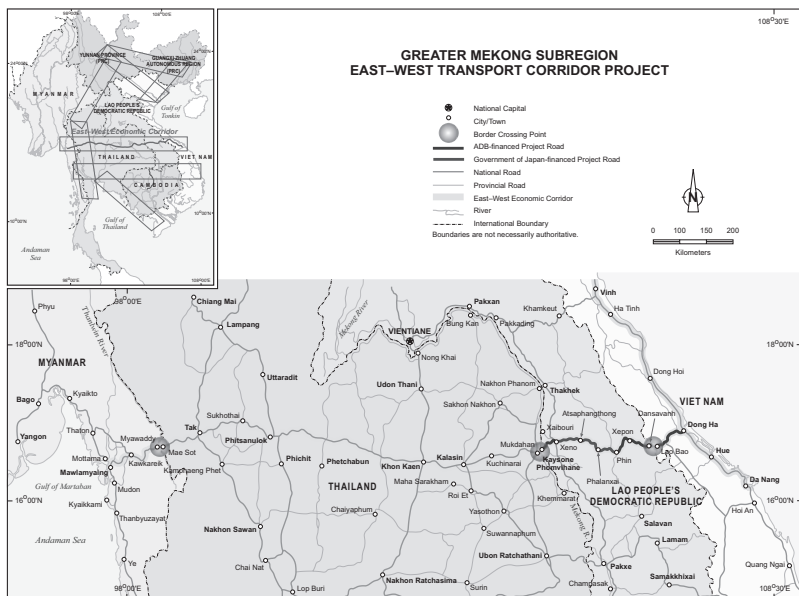 GREATER MEKONG SUBREGION
EAST–WEST TRANSPORT CORRIDOR PROJECT
108°30'E
National Capital
City/Town
Border Crossing Point
ADB-financed Project Road
Government of Japan-financed Project Road
National Road
Provincial Road
East–West Economic Corridor
River
International Boundary
Boundaries are not necessarily authoritative.
N
0 100 150 200
Kilometers
YUNNAN PROVINCE
(PRC)
GUANGXI ZHUANG
AUTONOMOUS REGION
(PRC)
MYANMAR
LAO PEOPLE'S
DEMOCRATIC REPUBLIC
Gulf of
Tonkin
East-West Economic Corridor
THAILAND
VIET NAM
CAMBODIA
Gulf of
Thailand
Andaman
Sea
98°00'E
Phyu
Thanlwin River
Chiang Mai
Lampang
Mekong River
VIENTIANE
Pakxan
Bung Kan
Pakkading
Khamkeut
Vinh
Ha Tinh
18°00'N
18°00'N
Nong Khai
MYANMAR
Bago
Kyaikto
Uttaradit
Udon Thani
Nakhon Phanom
Thakhek
Dong Hoi
VIET NAM
Sakhon Nakhon
Atsaphangthong
Dansavanh
Dong Ha
Sukhothai
Tak
Thaton
Yangon
Myawaddy
Mae Sot
Phitsanulok
Mukdahan
Xaibouri
Xeno
Xepon
Lao Bao
Hue
Mottama
Kawkareik
Mawlamyaing
Kamphaeng Phet
Phichit
Phetchabun
Khon Kaen
Kalasin
Kuchinarai
Kaysone
Phomvihane
Phin
Phalanxai
Da Nang
Gulf of Martaban
Mudon
THAILAND
Maha Sarakham
Roi Et
Khemmarat
LAO PEOPLE'S
DEMOCRATIC REPUBLIC
16°00'N
16°00'N
Hoi An
Kyaikkami
Thanbyuzayat
Nakhon Sawan
Chaiyaphum
Yasothon
Mekong R.
Salavan
Andaman Sea
Suwannaphum
Lamam
Ye
Chai Nat
Ubon Ratchathani
Pakxe
Quang Ngai
Nakhon Ratchasima
Samakkhixai
98°00'E
Lop Buri
Surin
Champasak
108°30'E